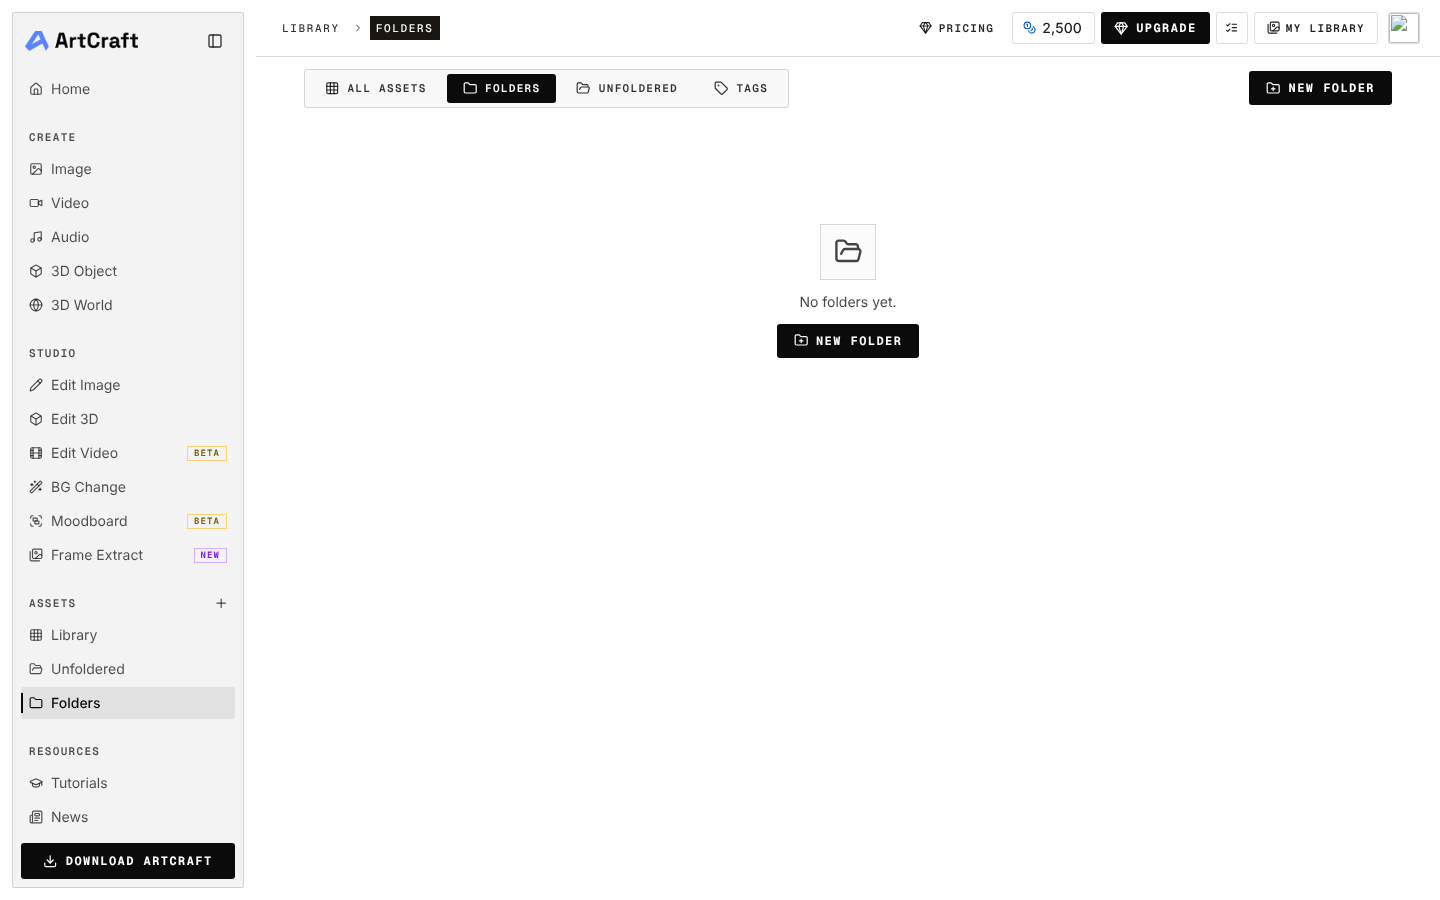 ArtCraft
Home
CREATE
Image
Video
Audio
3D Object
3D World
STUDIO
Edit Image
Edit 3D
Edit Video BETA
BG Change
Moodboard BETA
Frame Extract NEW
ASSETS
Library
Unfoldered
Folders
RESOURCES
Tutorials
News
DOWNLOAD ARTCRAFT
LIBRARY FOLDERS
PRICING 2,500 UPGRADE MY LIBRARY
ALL ASSETS FOLDERS UNFOLDERED TAGS
NEW FOLDER
No folders yet.
NEW FOLDER